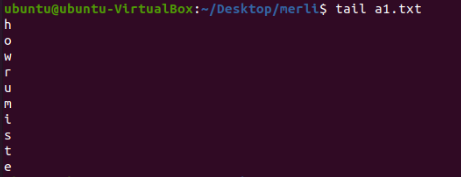 ubuntu@ubuntu-VirtualBox:~/Desktop/merli$ tail a1.txt
h
o
w
r
u
m
i
s
t
e